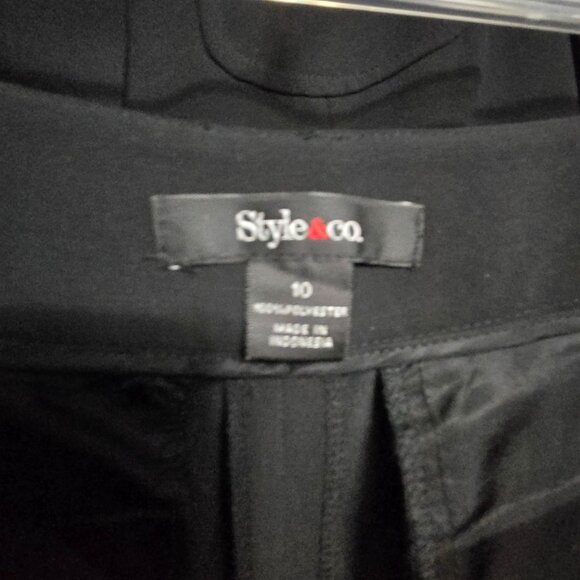 Style&co.
10
100% POLYESTER
MADE IN
INDONESIA